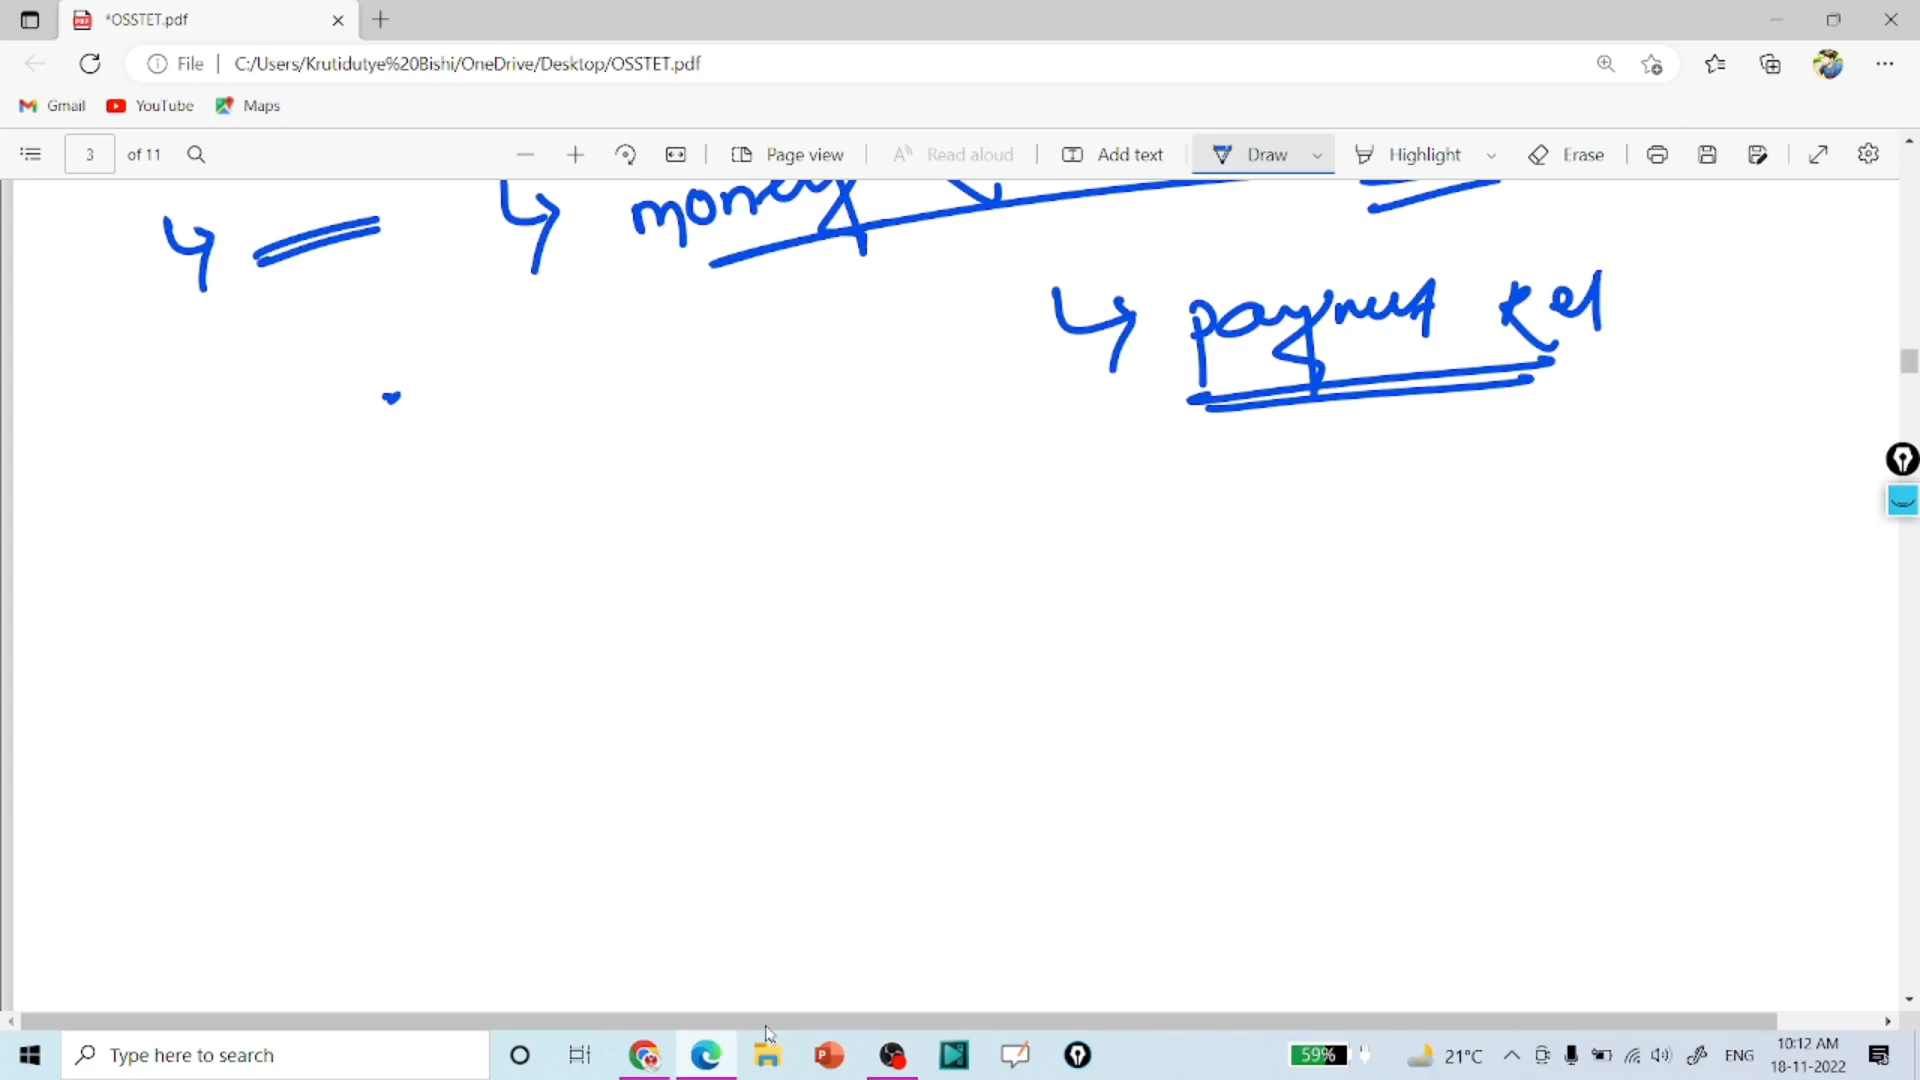 *OSSTET.pdf
File | C:/Users/Krutidutye%20Bishi/OneDrive/Desktop/OSSTET.pdf
Gmail YouTube Maps
3 of 11 Page view Read aloud Add text Draw Highlight Erase
money
payment
Type here to search
59% 21°C ENG 10:12 AM
18-11-2022